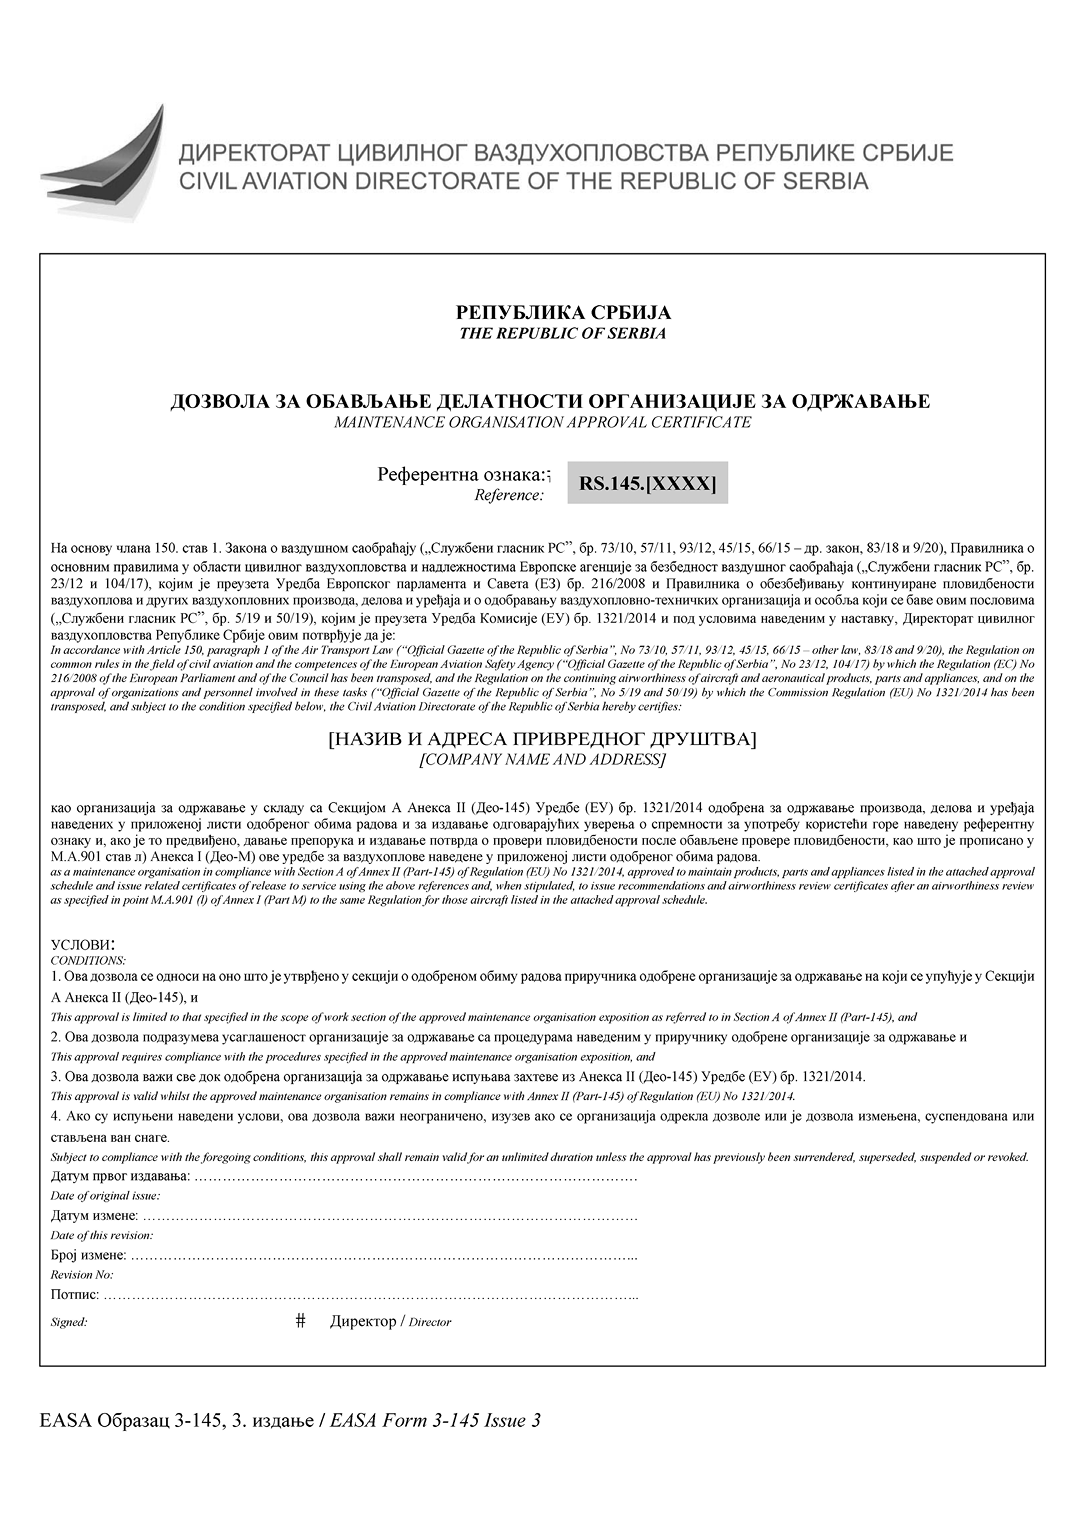 ДИРЕКТОРАТ ЦИВИЛНОГ ВАЗДУХОПЛОВСТВА РЕПУБЛИКЕ СРБИЈЕ
CIVIL AVIATION DIRECTORATE OF THE REPUBLIC OF SERBIA
РЕПУБЛИКА СРБИЈА
THE REPUBLIC OF SERBIA
ДОЗВОЛА ЗА ОБАВЉАЊЕ ДЕЛАТНОСТИ ОРГАНИЗАЦИЈЕ ЗА ОДРЖАВАЊЕ
MAINTENANCE ORGANISATION APPROVAL CERTIFICATE
Референтна ознака:
Reference:
RS.145.[XXXX]
На основу члана 150. став 1. Закона о ваздушном саобраћају („Службени гласник РС”, бр. 73/10, 57/11, 93/12, 45/15, 66/15 – др. закон, 83/18 и 9/20), Правилника о
основним правилима у области цивилног ваздухопловства и надлежностима Европске агенције за безбедност ваздушног саобраћаја („Службени гласник РС”, бр.
23/12 и 104/17), којим је преузета Уредба Европског парламента и Савета (ЕЗ) бр. 216/2008 и Правилника о обезбеђивању континуиране пловидбености
ваздухоплова и других ваздухопловних производа, делова и уређаја и о одобравању ваздухопловно-техничких организација и особља који се баве овим пословима
(„Службени гласник РС”, бр. 5/19 и 50/19), којим је преузета Уредба Комисије (ЕУ) бр. 1321/2014 и под условима наведеним у наставку, Директорат цивилног
ваздухопловства Републике Србије овим потврђује да је:
In accordance with Article 150, paragraph 1 of the Air Transport Law (“Official Gazette of the Republic of Serbia”, No 73/10, 57/11, 93/12, 45/15, 66/15 – other law, 83/18 and 9/20), the Regulation on
common rules in the field of civil aviation and the competences of the European Aviation Safety Agency (“Official Gazette of the Republic of Serbia”, No 23/12, 104/17) by which the Regulation (EC) No
216/2008 of the European Parliament and of the Council has been transposed, and the Regulation on the continuing airworthiness of aircraft and aeronautical products, parts and appliances, and on the
approval of organizations and personnel involved in these tasks (“Official Gazette of the Republic of Serbia”, No 5/19 and 50/19) by which the Commission Regulation (EU) No 1321/2014 has been
transposed, and subject to the condition specified below, the Civil Aviation Directorate of the Republic of Serbia hereby certifies:
[НАЗИВ И АДРЕСА ПРИВРЕДНОГ ДРУШТВА]
[COMPANY NAME AND ADDRESS]
као организација за одржавање у складу са Секцијом А Анекса II (Део-145) Уредбе (ЕУ) бр. 1321/2014 одобрена за одржавање производа, делова и уређаја
наведених у приложеној листи одобреног обима радова и за издавање одговарајућих уверења о спремности за употребу користећи горе наведену референтну
ознаку и, ако је то предвиђено, давање препорука и издавање потврда о провери пловидбености после обављене провере пловидбености, као што је прописано у
М.А.901 став л) Анекса I (Део-М) ове уредбе за ваздухоплове наведене у приложеној листи одобреног обима радова.
as a maintenance organisation in compliance with Section A of Annex II (Part-145) of Regulation (EU) No 1321/2014, approved to maintain products, parts and appliances listed in the attached approval
schedule and issue related certificates of release to service using the above references and, when stipulated, to issue recommendations and airworthiness review certificates after an airworthiness review
as specified in point M.A.901 (l) of Annex I (Part M) to the same Regulation for those aircraft listed in the attached approval schedule.
УСЛОВИ:
CONDITIONS:
1. Ова дозвола се односи на оно што је утврђено у секцији о одобреном обиму радова приручника одобрене организације за одржавање на који се упућује у Секцији
А Анекса II (Део-145), и
This approval is limited to that specified in the scope of work section of the approved maintenance organisation exposition as referred to in Section A of Annex II (Part-145), and
2. Ова дозвола подразумева усаглашеност организације за одржавање са процедурама наведеним у приручнику одобрене организације за одржавање и
This approval requires compliance with the procedures specified in the approved maintenance organisation exposition, and
3. Ова дозвола важи све док одобрена организација за одржавање испуњава захтеве из Анекса II (Део-145) Уредбе (ЕУ) бр. 1321/2014.
This approval is valid whilst the approved maintenance organisation remains in compliance with Annex II (Part-145) of Regulation (EU) No 1321/2014.
4. Ако су испуњени наведени услови, ова дозвола важи неограничено, изузев ако се организација одрекла дозволе или је дозвола измењена, суспендована или
стављена ван снаге.
Subject to compliance with the foregoing conditions, this approval shall remain valid for an unlimited duration unless the approval has previously been surrendered, superseded, suspended or revoked.
Датум првог издавања: ………………………………………………………………………………….
Date of original issue:
Датум измене: ……………………………………………………………………………………………
Date of this revision:
Број измене: ……………………………………………………………………………………………...
Revision No:
Потпис: …………………………………………………………………………………………………...
Signed: # Директор / Director
EASA Образац 3-145, 3. издање / EASA Form 3-145 Issue 3